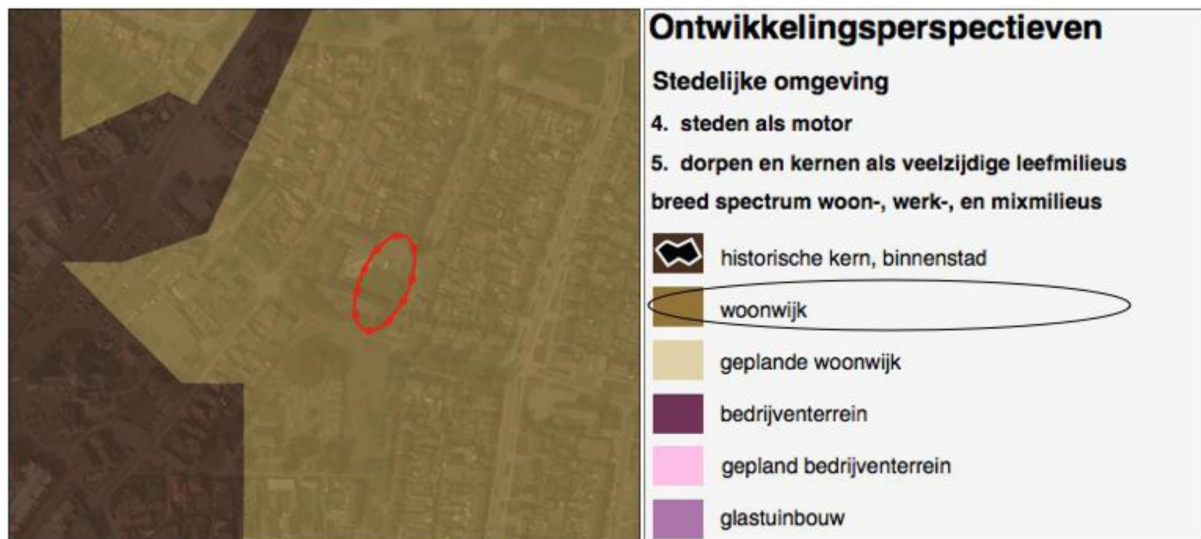 Ontwikkelingsperspectieven
Stedelijke omgeving
4. steden als motor
5. dorpen en kernen als veelzijdige leefmilieus
breed spectrum woon-, werk-, en mixmilieus
historische kern, binnenstad
woonwijk
geplande woonwijk
bedrijventerrein
gepland bedrijventerrein
glastuinbouw